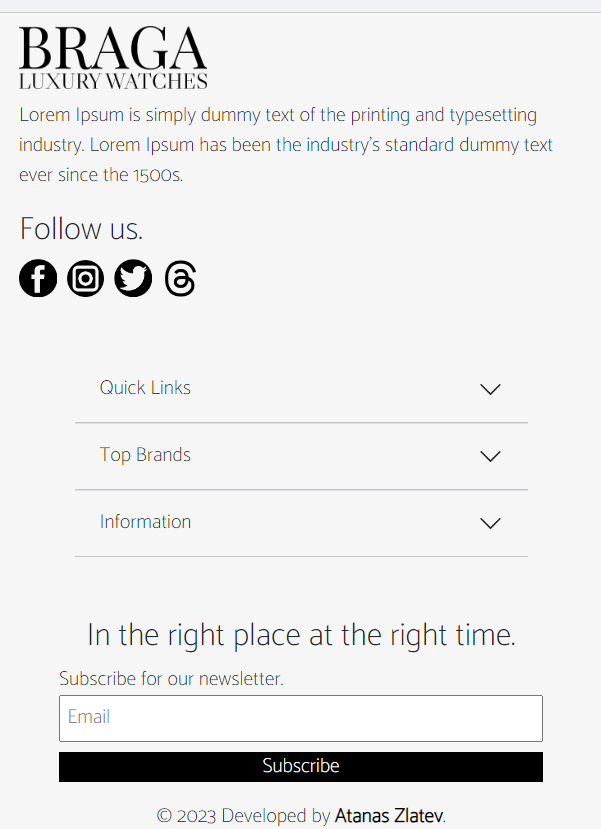 BRAGA
LUXURY WATCHES
Lorem Ipsum is simply dummy text of the printing and typesetting
industry. Lorem Ipsum has been the industry's standard dummy text
ever since the 1500s.
Follow us.
Quick Links
Top Brands
Information
In the right place at the right time.
Subscribe for our newsletter.
Email
Subscribe
© 2023 Developed by Atanas Zlatev.